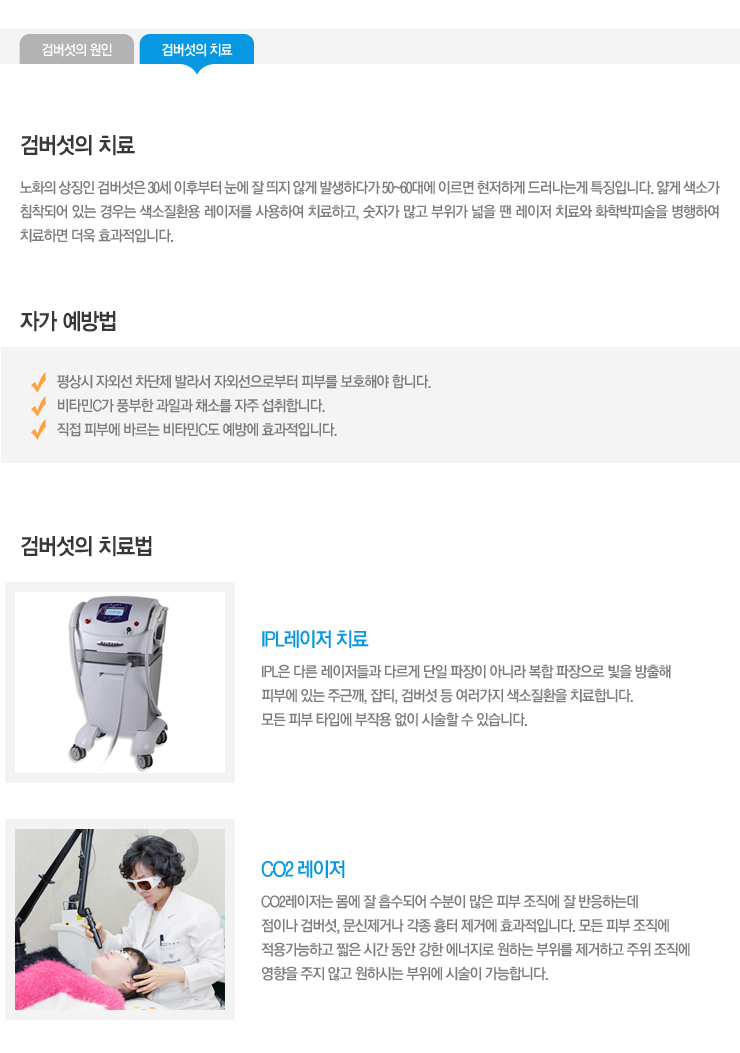 검버섯의 원인
검버섯의 치료
검버섯의 치료
노화의 상징인 검버섯은 30세 이후부터 눈에 잘 띄지 않게 발생하다가 50~60대에 이르면 현저하게 드러나는게 특징입니다. 얇게 색소가
침착되어 있는 경우는 색소질환용 레이저를 사용하여 치료하고, 숫자가 많고 부위가 넓을 땐 레이저 치료와 화학박피술을 병행하여
치료하면 더욱 효과적입니다.
자가 예방법
평상시 자외선 차단제 발라서 자외선으로부터 피부를 보호해야 합니다.
비타민C가 풍부한 과일과 채소를 자주 섭취합니다.
직접 피부에 바르는 비타민C도 예방에 효과적입니다.
검버섯의 치료법
IPL레이저 치료
IPL은 다른 레이저들과 다르게 단일 파장이 아니라 복합 파장으로 빛을 방출해
피부에 있는 주근깨, 잡티, 검버섯 등 여러가지 색소질환을 치료합니다.
모든 피부 타입에 부작용 없이 시술할 수 있습니다.
CO2 레이저
CO2레이저는 몸에 잘 흡수되어 수분이 많은 피부 조직에 잘 반응하는데
점이나 검버섯, 문신제거나 각종 흉터 제거에 효과적입니다. 모든 피부 조직에
적용가능하고 짧은 시간 동안 강한 에너지로 원하는 부위를 제거하고 주위 조직에
영향을 주지 않고 원하시는 부위에 시술이 가능합니다.